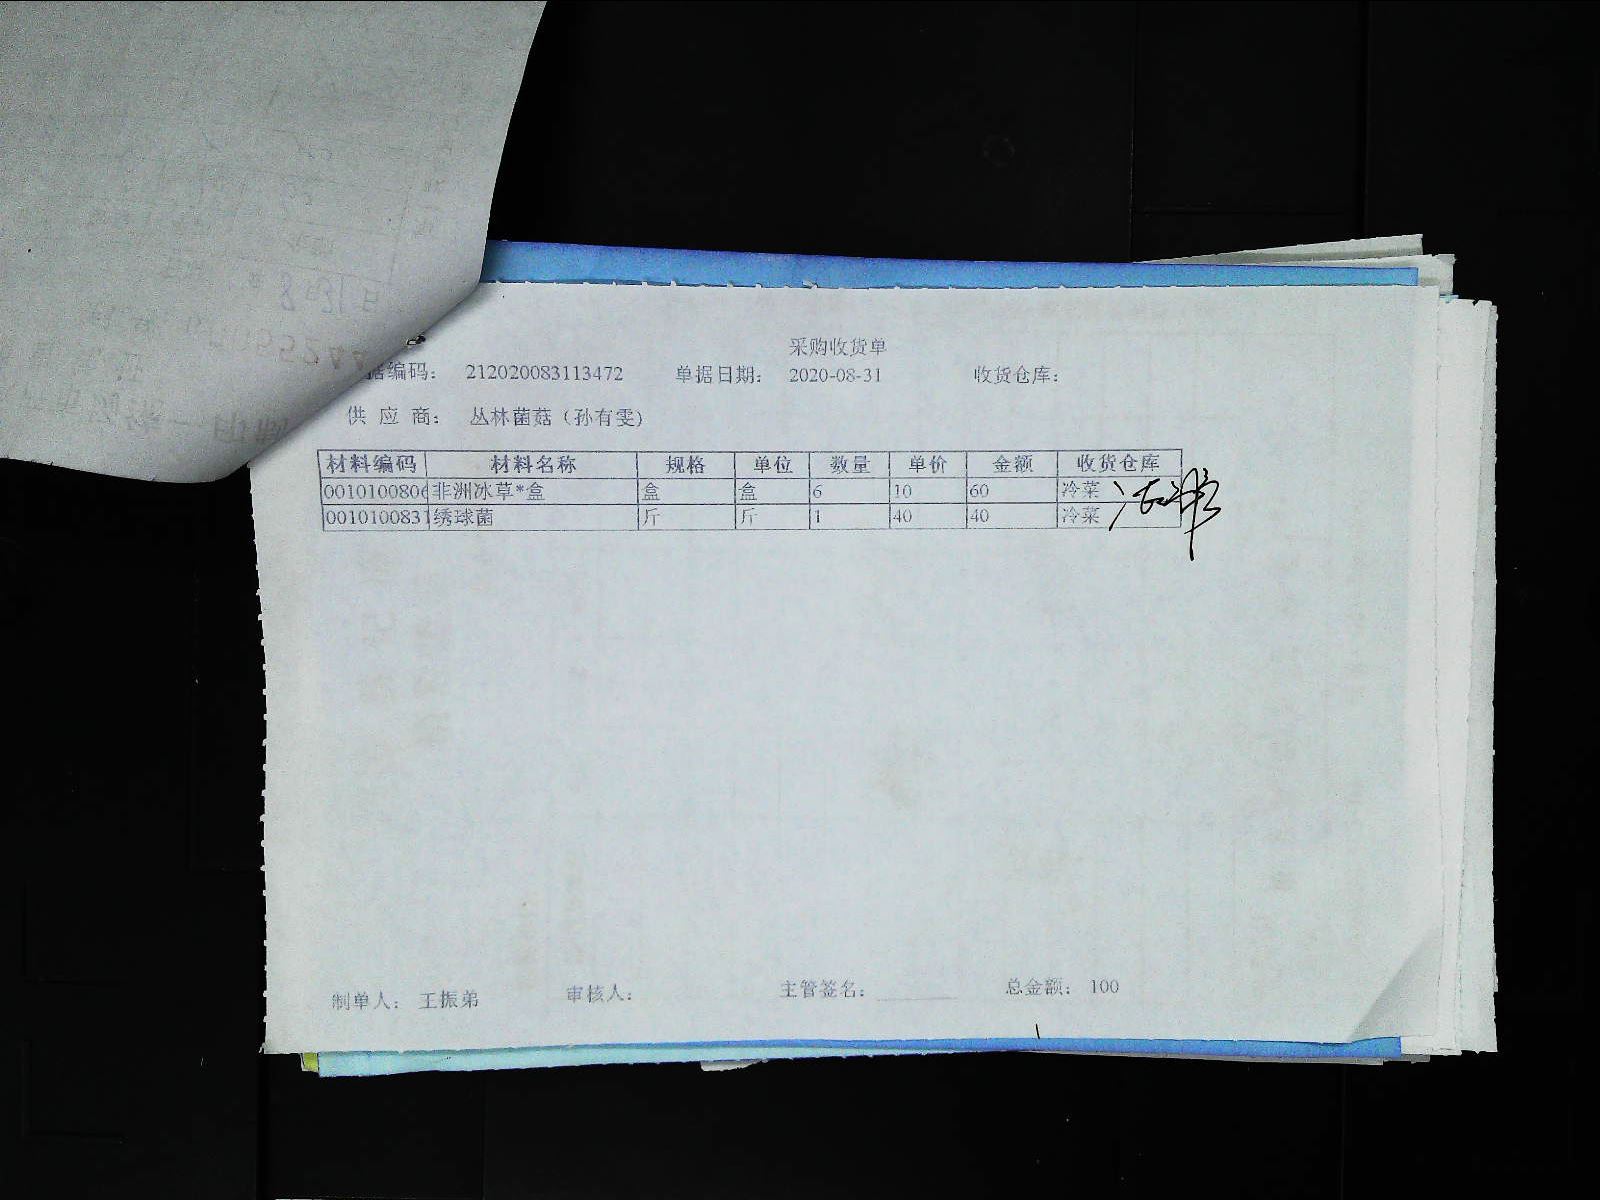 采购收货单
据编码： 212020083113472 单据日期： 2020-08-31 收货仓库：
供 应 商： 丛林菌菇（孙有雯）
材料编码 材料名称 规格 单位 数量 单价 金额 收货仓库
0010100806 非洲冰草*盒 盒 盒 6 10 60 冷菜
0010100831 绣球菌 斤 斤 1 40 40 冷菜
制单人： 王振弟 审核人： 主管签名： 总金额： 100